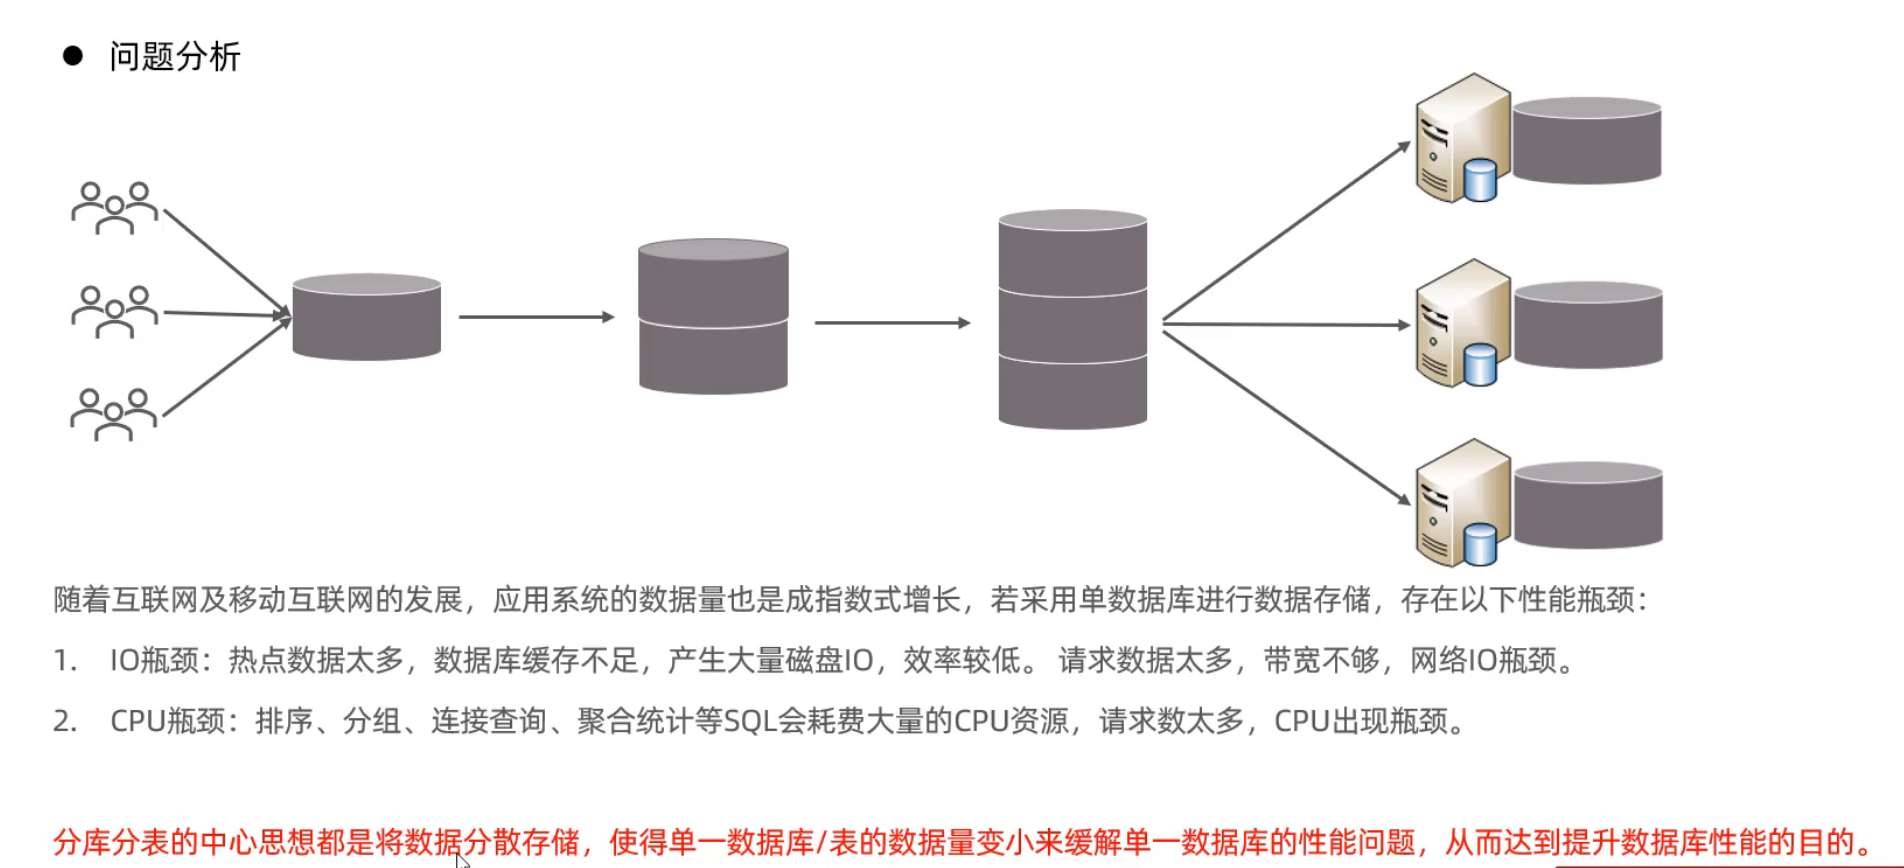 ● 问题分析
随着互联网及移动互联网的发展，应用系统的数据量也是成指数式增长，若采用单数据库进行数据存储，存在以下性能瓶颈：
1. IO瓶颈：热点数据太多，数据库缓存不足，产生大量磁盘IO，效率较低。 请求数据太多，带宽不够，网络IO瓶颈。
2. CPU瓶颈：排序、分组、连接查询、聚合统计等SQL会耗费大量的CPU资源，请求数太多，CPU出现瓶颈。
分库分表的中心思想都是将数据分散存储，使得单一数据库/表的数据量变小来缓解单一数据库的性能问题，从而达到提升数据库性能的目的。